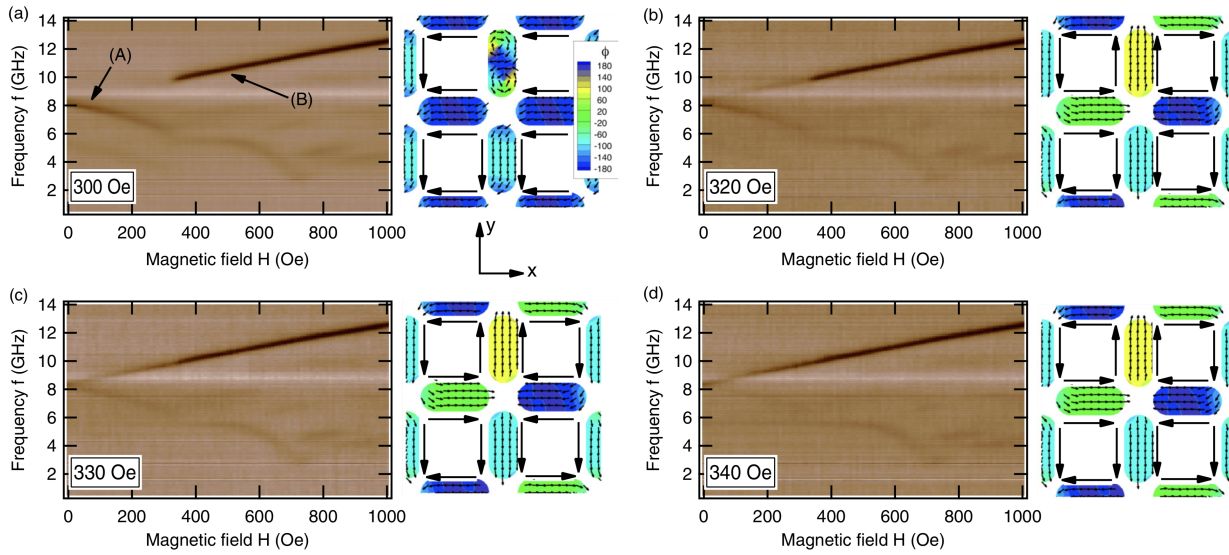 (a)
14
12
10
8
6
4
2
Frequency f (GHz)
(A)
(B)
300 Oe
0 200 400 600 800 1000
Magnetic field H (Oe)
ϕ
180
140
100
60
20
-20
-60
-100
-140
-180
y
x
(b)
14
12
10
8
6
4
2
Frequency f (GHz)
320 Oe
0 200 400 600 800 1000
Magnetic field H (Oe)
(c)
14
12
10
8
6
4
2
Frequency f (GHz)
330 Oe
0 200 400 600 800 1000
Magnetic field H (Oe)
(d)
14
12
10
8
6
4
2
Frequency f (GHz)
340 Oe
0 200 400 600 800 1000
Magnetic field H (Oe)